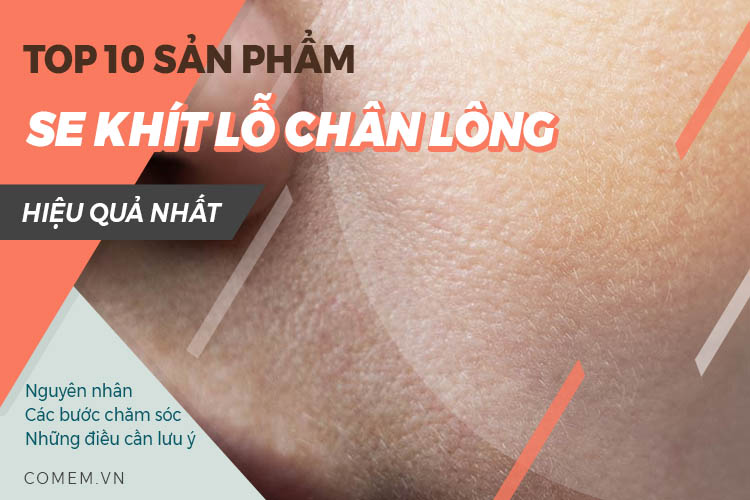 TOP 10 SẢN PHẨM
SE KHÍT LỖ CHÂN LÔNG
HIỆU QUẢ NHẤT
Nguyên nhân
Các bước chăm sóc
Những điều cần lưu ý
COMEM.VN